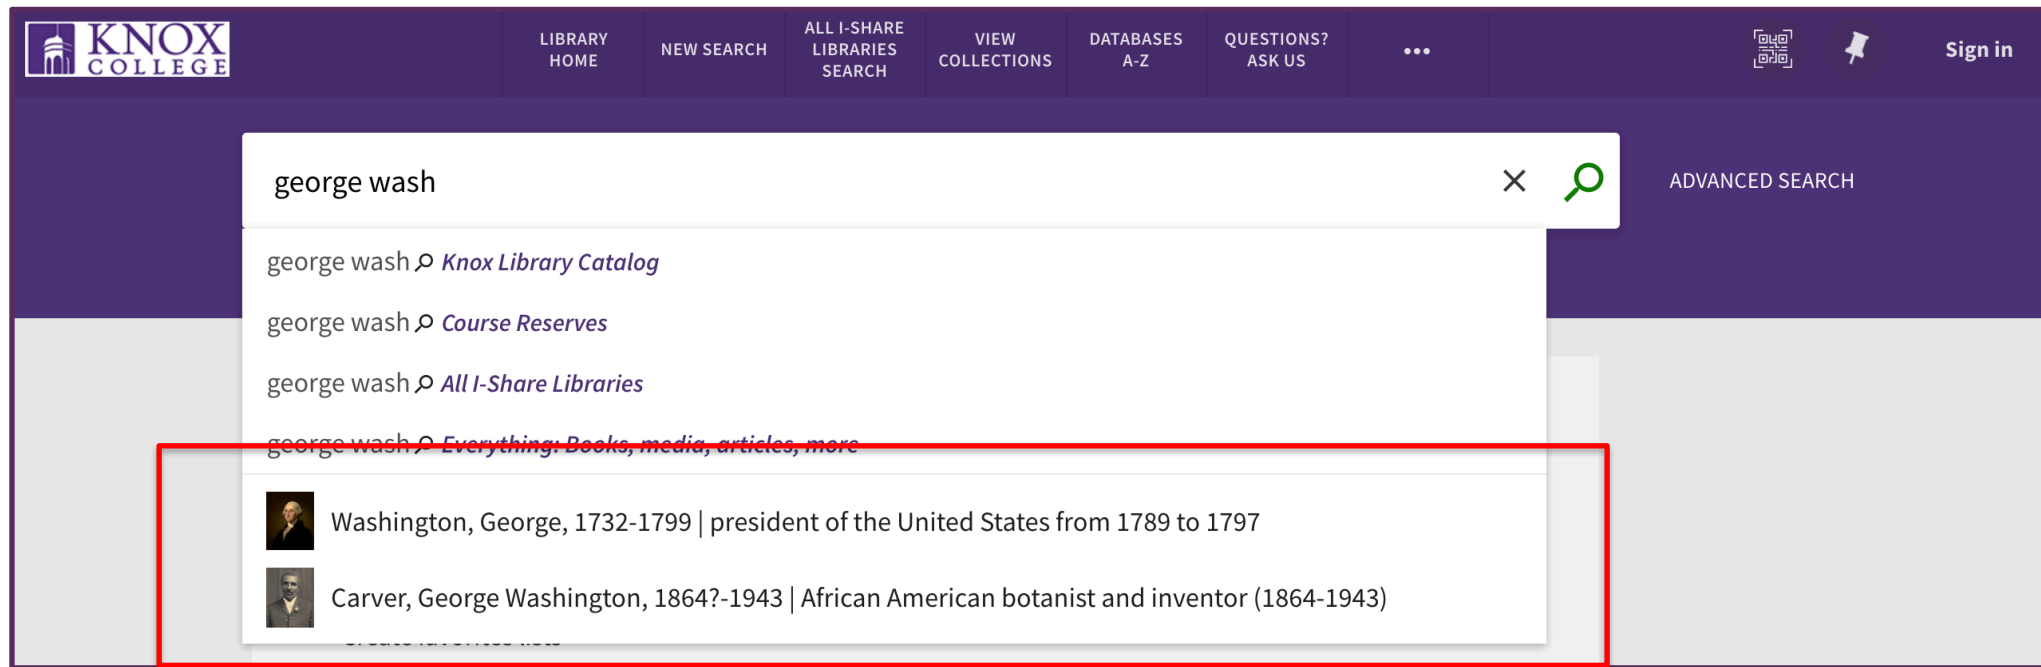 KNOX
COLLEGE
LIBRARY
HOME
NEW SEARCH
ALL I-SHARE
LIBRARIES
SEARCH
VIEW
COLLECTIONS
DATABASES
A-Z
QUESTIONS?
ASK US
Sign in
george wash
ADVANCED SEARCH
george wash Knox Library Catalog
george wash Course Reserves
george wash All I-Share Libraries
george wash Everything: Books, media, articles, more
Washington, George, 1732-1799 | president of the United States from 1789 to 1797
Carver, George Washington, 1864?-1943 | African American botanist and inventor (1864-1943)